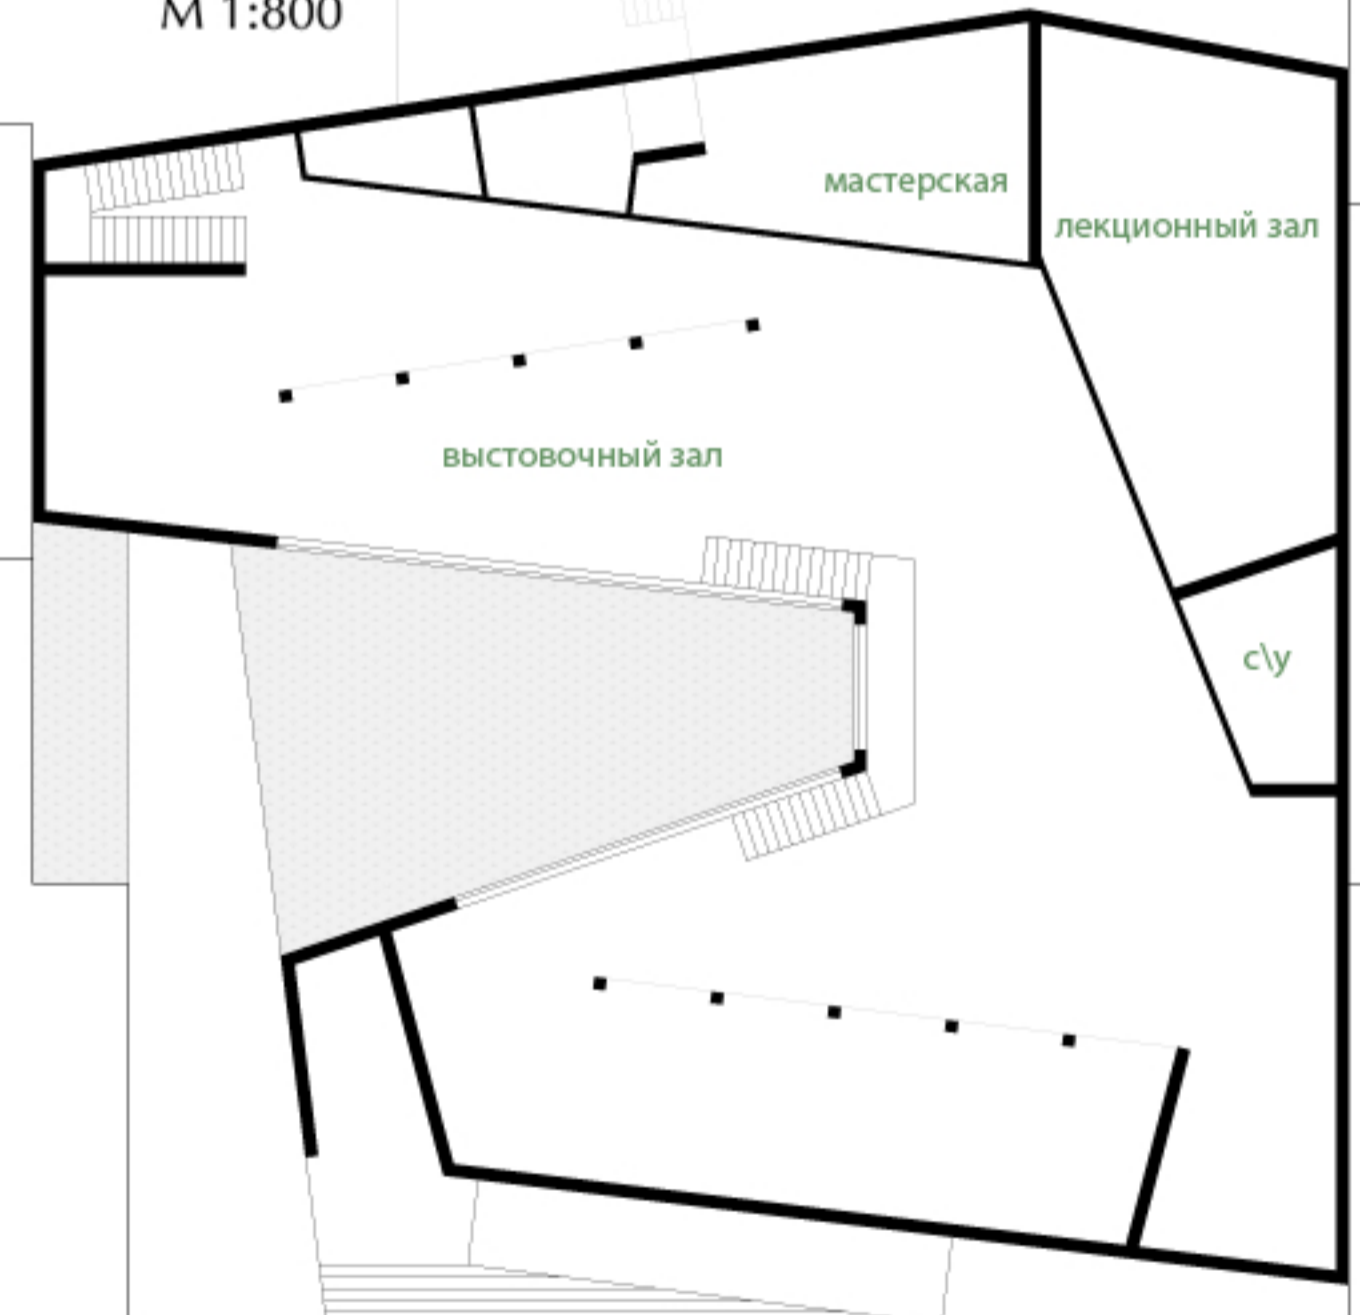 М 1:800
мастерская
лекционный зал
выстовочный зал
с\у